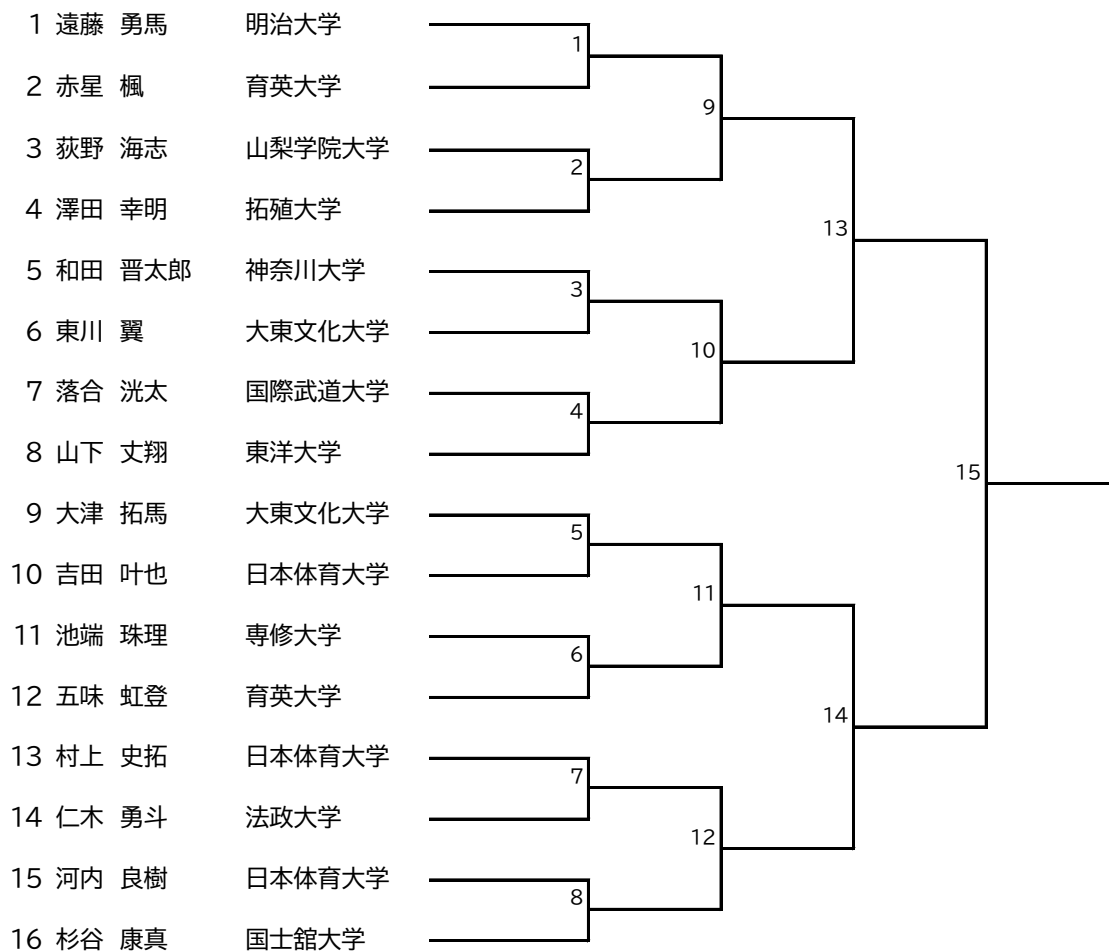 1 遠藤 勇馬 明治大学
1
2 赤星 楓 育英大学
9
3 荻野 海志 山梨学院大学
2
4 澤田 幸明 拓殖大学
13
5 和田 晋太郎 神奈川大学
3
6 東川 翼 大東文化大学
10
7 落合 洸太 国際武道大学
4
8 山下 丈翔 東洋大学
15
9 大津 拓馬 大東文化大学
5
10 吉田 叶也 日本体育大学
11
11 池端 珠理 専修大学
6
12 五味 虹登 育英大学
14
13 村上 史拓 日本体育大学
7
14 仁木 勇斗 法政大学
12
15 河内 良樹 日本体育大学
8
16 杉谷 康真 国士舘大学